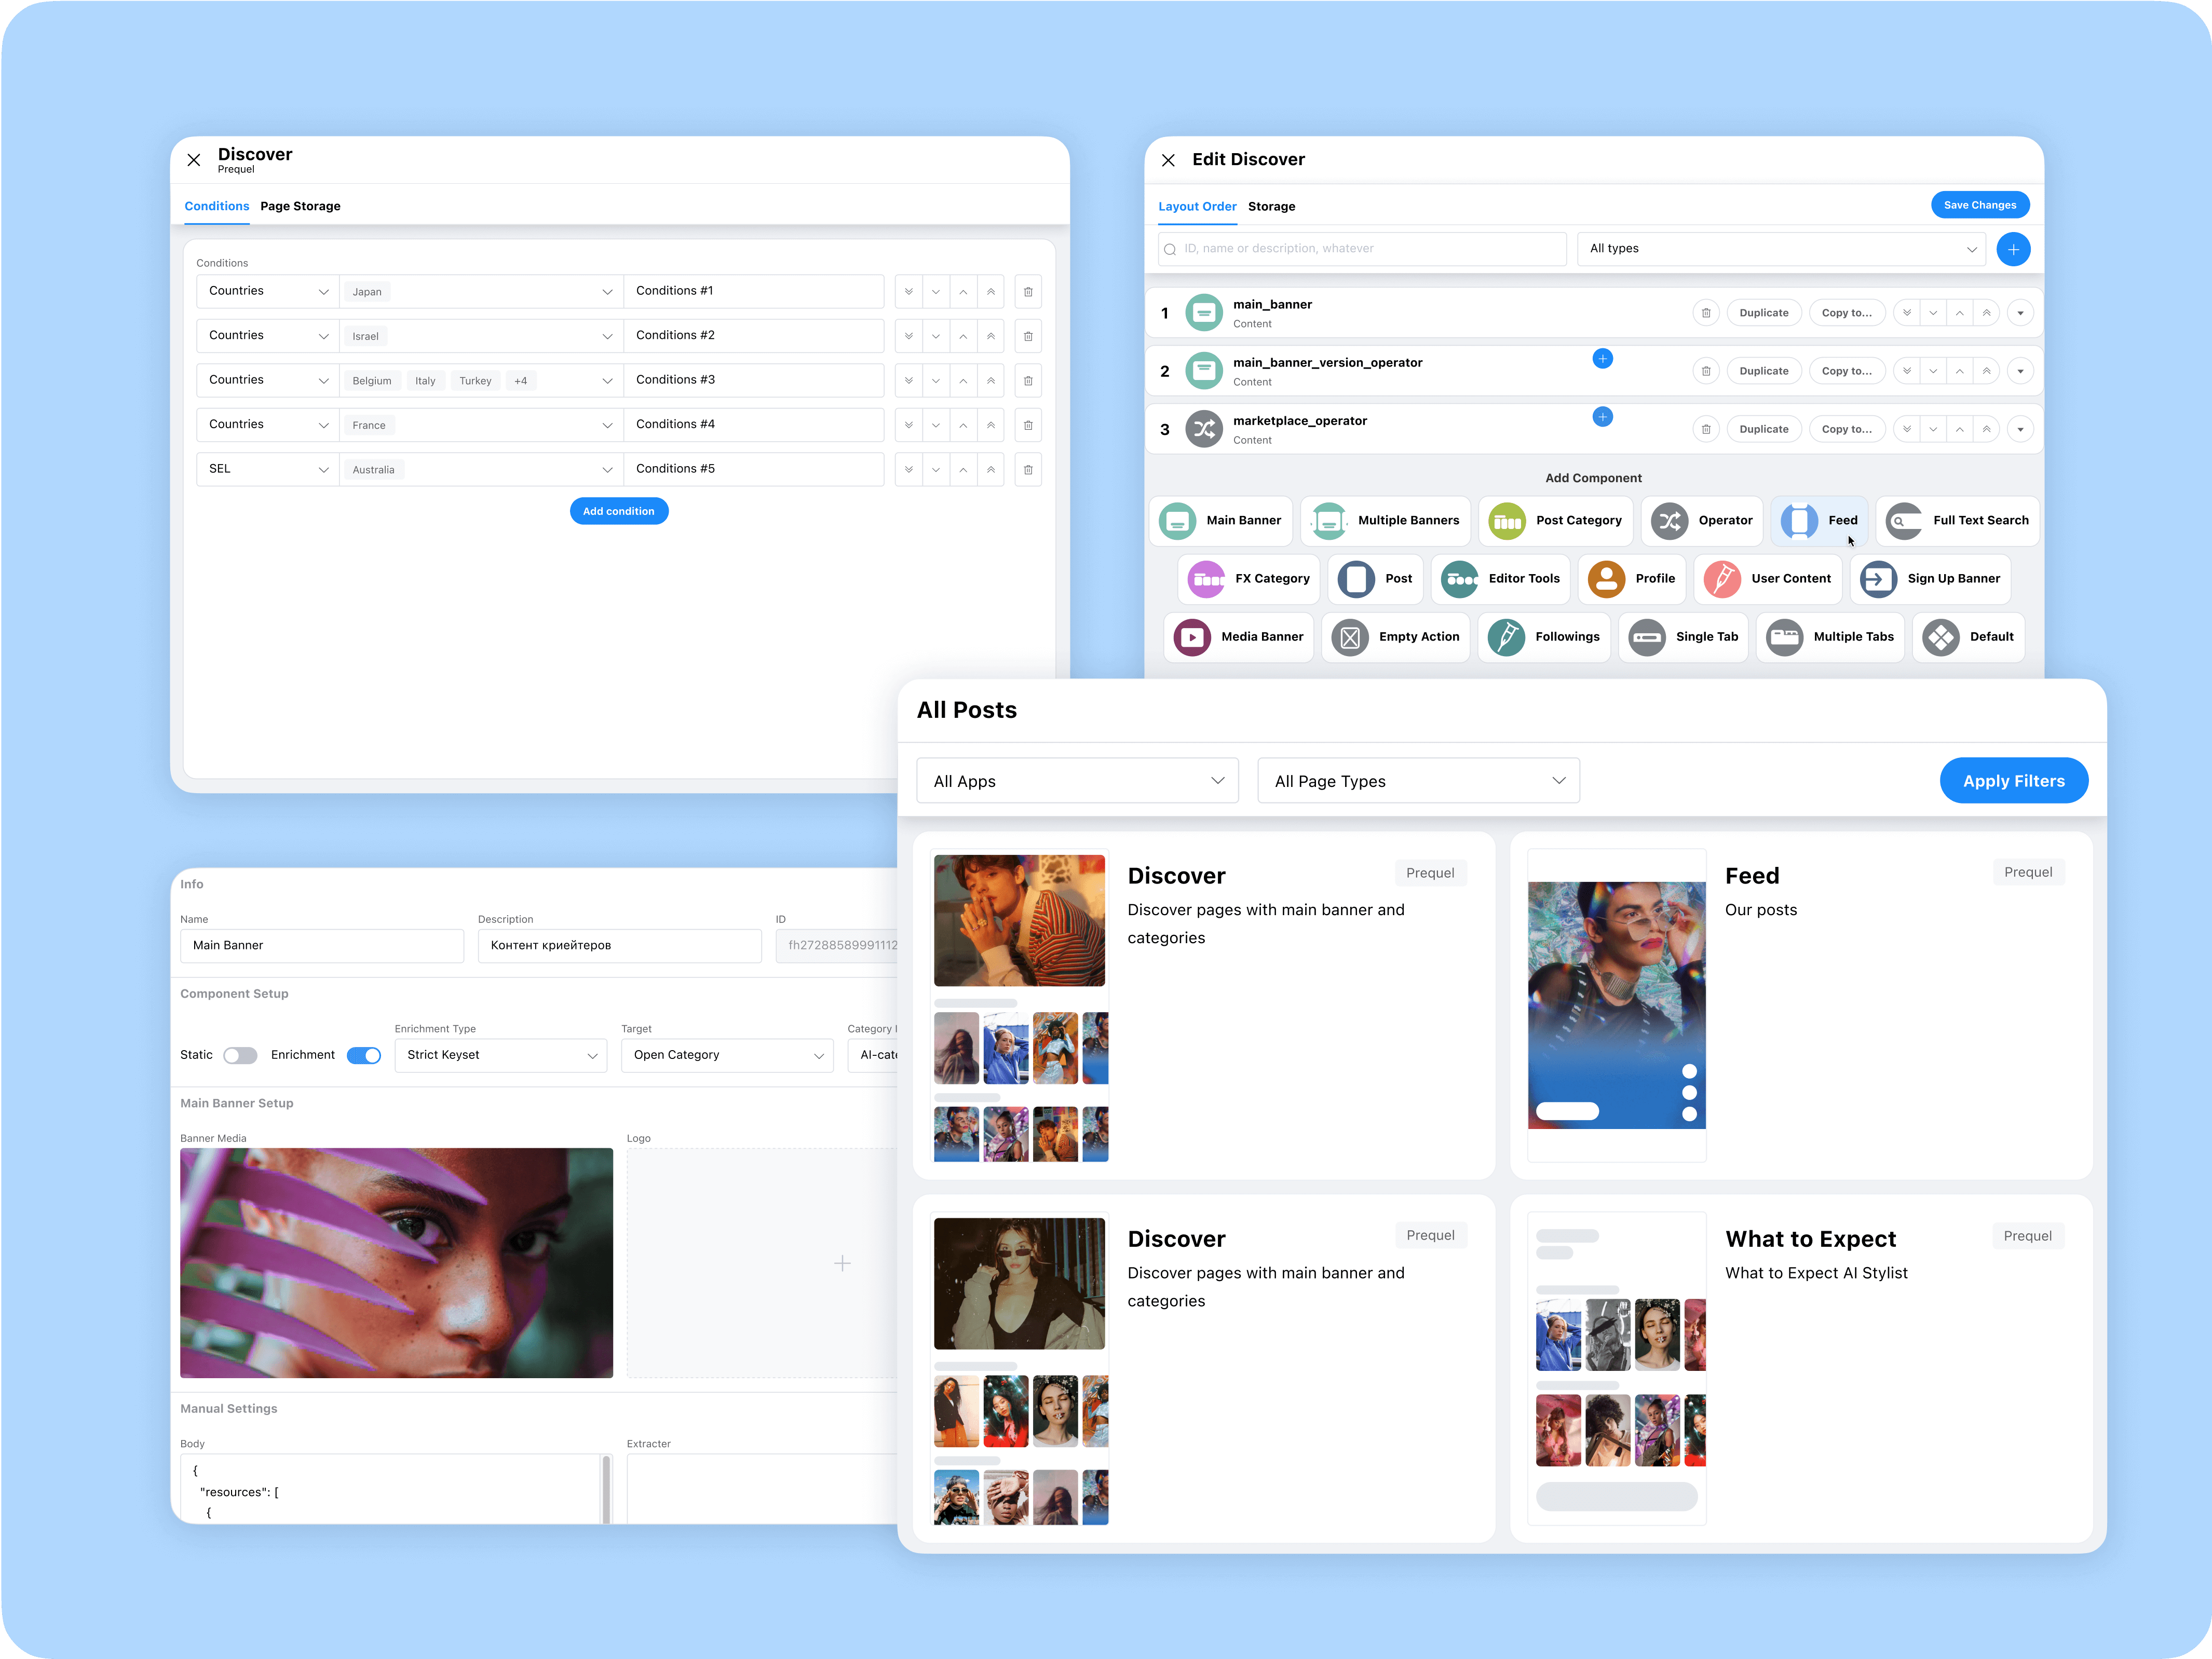 Discover
Prequel
Conditions Page Storage
Conditions
Countries Japan Conditions #1
Countries Israel Conditions #2
Countries Belgium Italy Turkey +4 Conditions #3
Countries France Conditions #4
SEL Australia Conditions #5
Add condition
Edit Discover
Layout Order Storage Save Changes
ID, name or description, whatever All types
1 main_banner Duplicate Copy to...
Content
2 main_banner_version_operator Duplicate Copy to...
Content
3 marketplace_operator Duplicate Copy to...
Content
Add Component
Main Banner Multiple Banners Post Category Operator Feed Full Text Search
FX Category Post Editor Tools Profile User Content Sign Up Banner
Media Banner Empty Action Followings Single Tab Multiple Tabs Default
Info
Name Description ID
Main Banner Контент криейтеров fh27288589991112
Component Setup
Enrichment Type Target Category
Static Enrichment Strict Keyset Open Category AI-cate
Main Banner Setup
Banner Media Logo
Manual Settings
Body Extracter
{
"resources": [
{
All Posts
All Apps All Page Types Apply Filters
Discover Prequel
Discover pages with main banner and
categories
Feed Prequel
Our posts
Discover Prequel
Discover pages with main banner and
categories
What to Expect Prequel
What to Expect AI Stylist